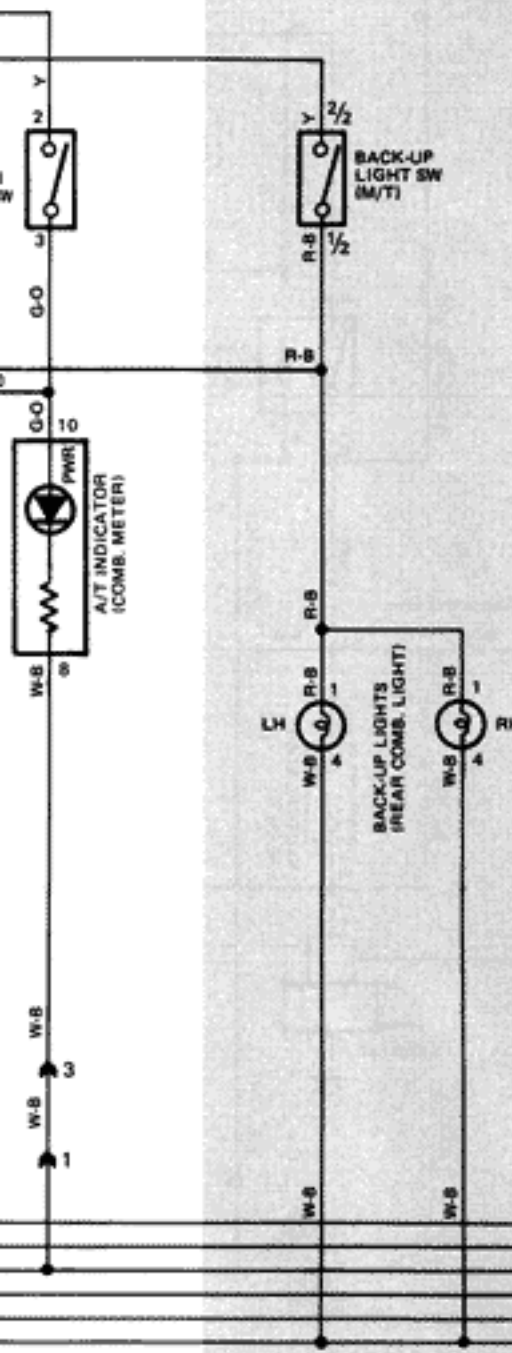 Y
2
3
G-O
G-O
10
PWR
A/T INDICATOR
(COMB. METER)
W-B
8
W-B
3
W-B
1
Y
2/2
BACK-UP
LIGHT SW
(M/T)
R-B
1/2
R-B
R-B
R-B
1
LH
W-B
4
BACK-UP LIGHTS
(REAR COMB. LIGHT)
R-B
1
W-B
4
W-B
W-B